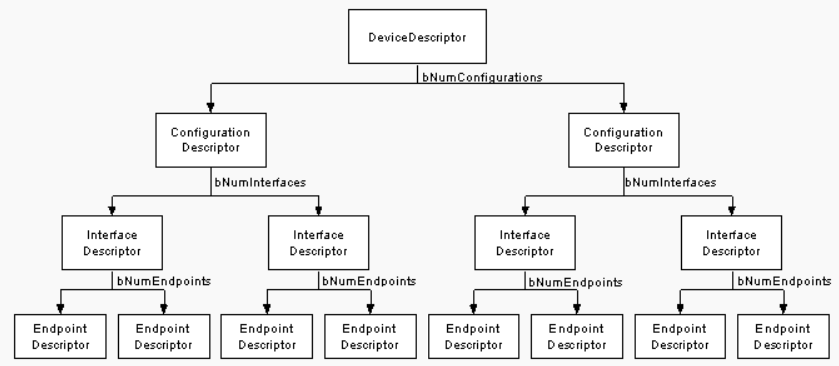 DeviceDescriptor
bNumConfigurations
Configuration
Descriptor
Configuration
Descriptor
bNumInterfaces
bNumInterfaces
Interface
Descriptor
Interface
Descriptor
Interface
Descriptor
Interface
Descriptor
bNumEndpoints
bNumEndpoints
bNumEndpoints
bNumEndpoints
Endpoint
Descriptor
Endpoint
Descriptor
Endpoint
Descriptor
Endpoint
Descriptor
Endpoint
Descriptor
Endpoint
Descriptor
Endpoint
Descriptor
Endpoint
Descriptor